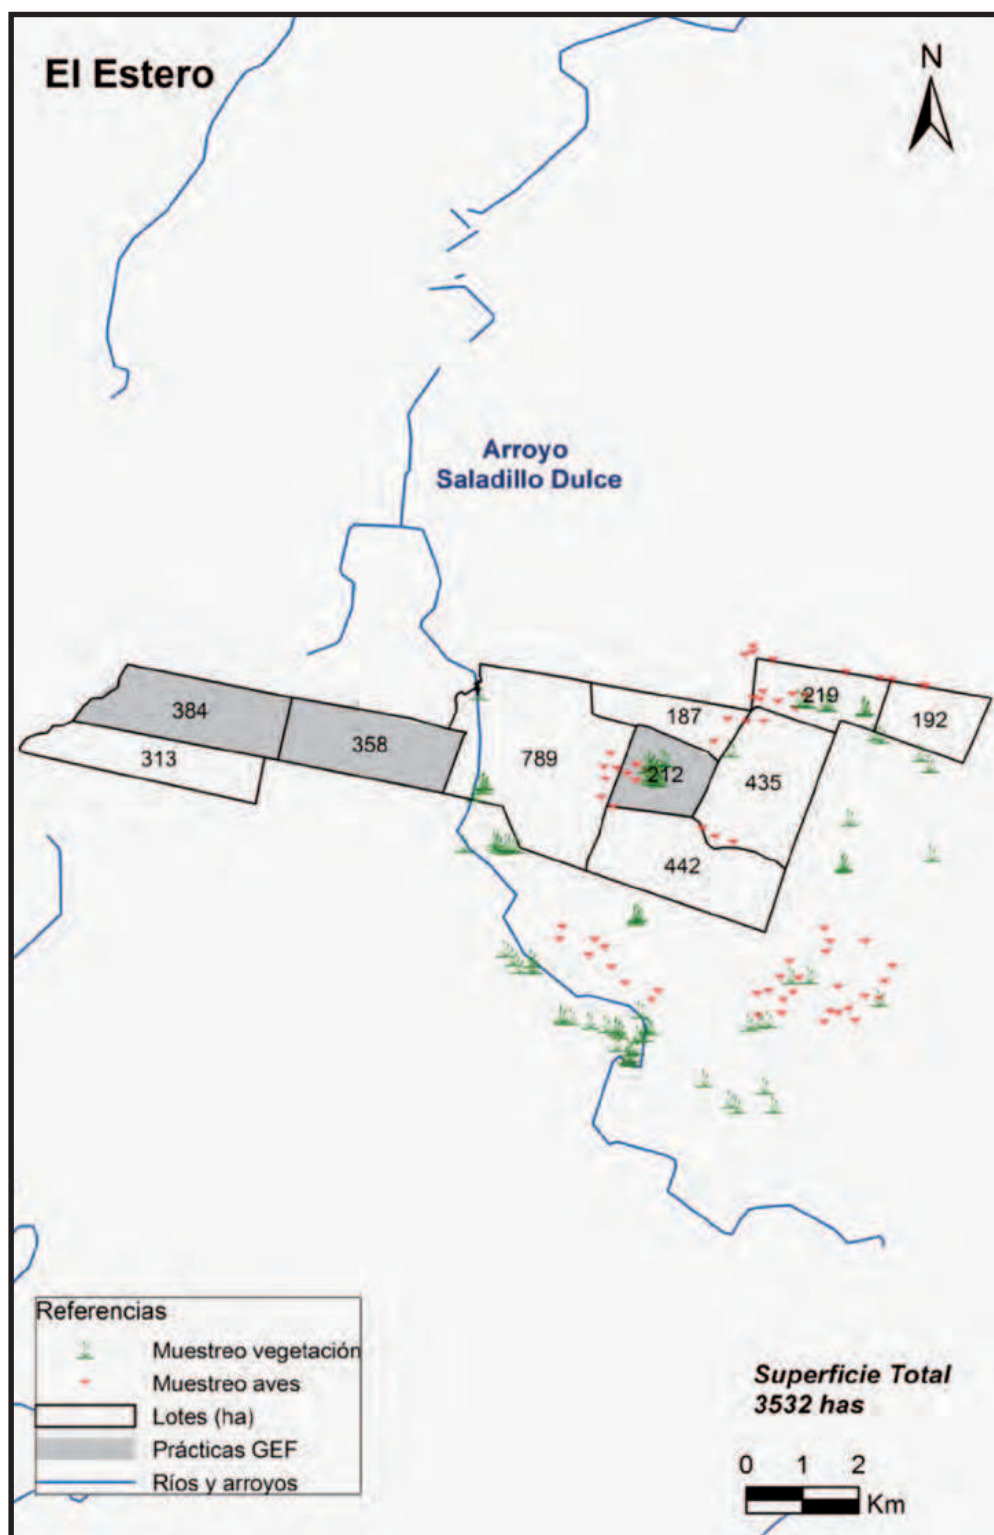 El Estero
N
Arroyo
Saladillo Dulce
219
192
187
384
358
313
789
212
435
442
Referencias
Muestreo vegetación
Muestreo aves
Lotes (ha)
Prácticas GEF
Ríos y arroyos
Superficie Total
3532 has
0 1 2
Km